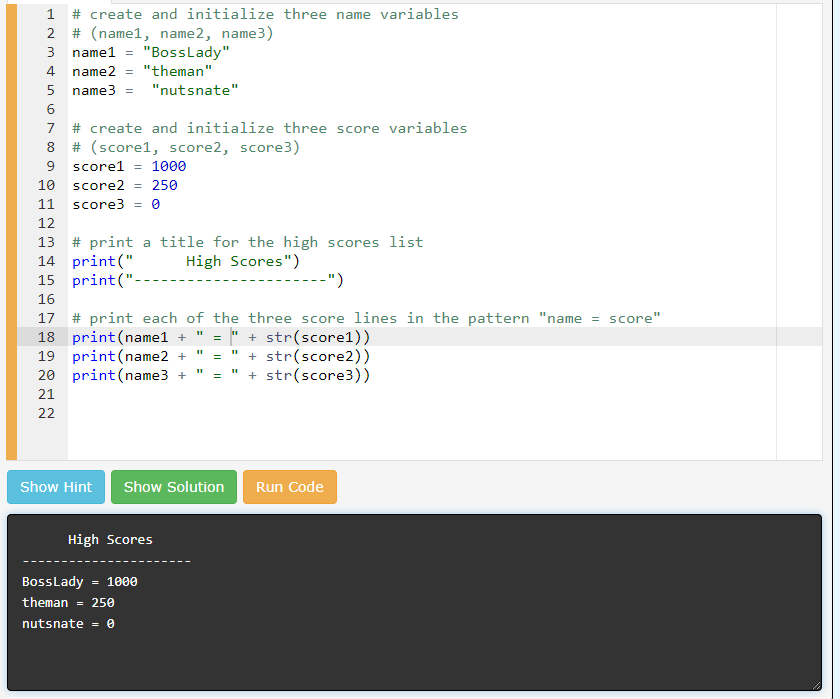 1 # create and initialize three name variables
2 # (name1, name2, name3)
3 name1 = "BossLady"
4 name2 = "theman"
5 name3 =  "nutsnate"
6
7 # create and initialize three score variables
8 # (score1, score2, score3)
9 score1 = 1000
10 score2 = 250
11 score3 = 0
12
13 # print a title for the high scores list
14 print("      High Scores")
15 print("----------------------")
16
17 # print each of the three score lines in the pattern "name = score"
18 print(name1 + " = " + str(score1))
19 print(name2 + " = " + str(score2))
20 print(name3 + " = " + str(score3))
21
22
Show Hint Show Solution Run Code
      High Scores
----------------------
BossLady = 1000
theman = 250
nutsnate = 0